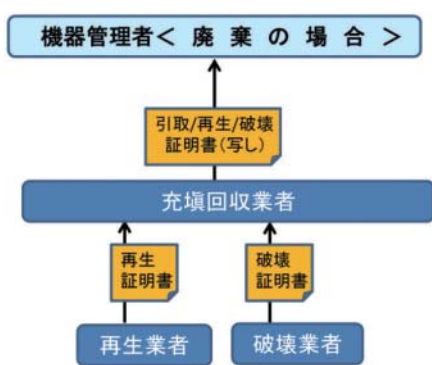 機器管理者＜廃棄の場合＞
引取/再生/破壊
証明書(写し)
充塡回収業者
再生
証明書
破壊
証明書
再生業者
破壊業者